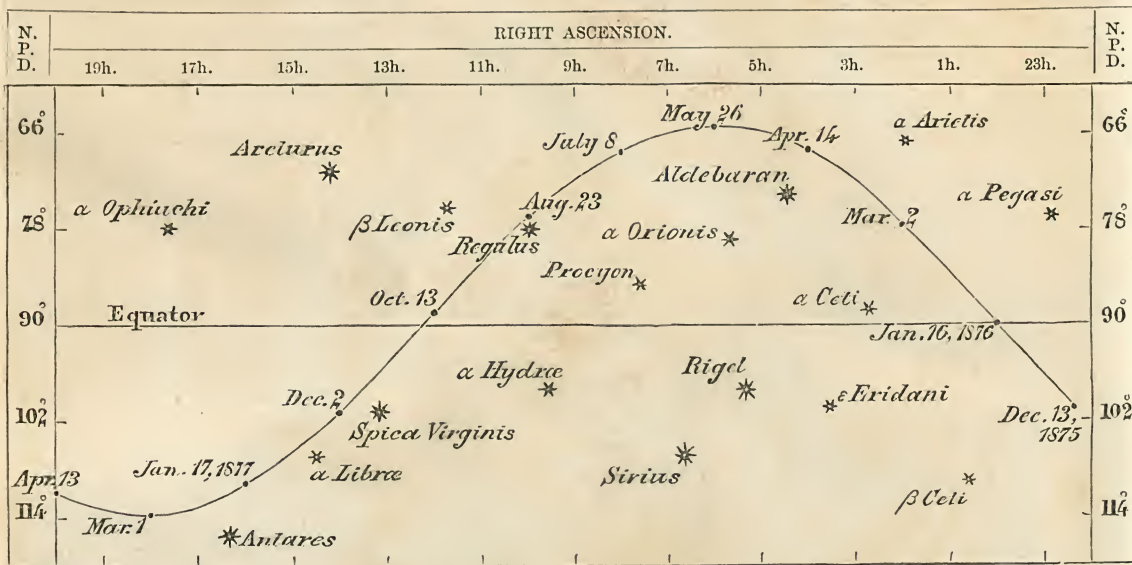 N. P. D.
RIGHT ASCENSION.
N. P. D.
19h. 17h. 15h. 13h. 11h. 9h. 7h. 5h. 3h. 1h. 23h.
66°
May 26
α Arietis
66°
Arcturus
July 8
Apr. 14
Aldebaran
α Pegasi
α Ophiuchi
Aug. 23
78°
β Leonis
Mar. 2
78°
Regulus
α Orionis
Procyon
Oct. 13
α Ceti
90°
Equator
90°
Jan. 16, 1876
α Hydræ
Rigel
Dec. 2
ε Eridani
102°
Dec. 13,
1875
102°
Spica Virginis
Jan. 17, 1877
α Libræ
Sirius
Apr. 13
β Ceti
114°
Mar. 1
114°
Antares